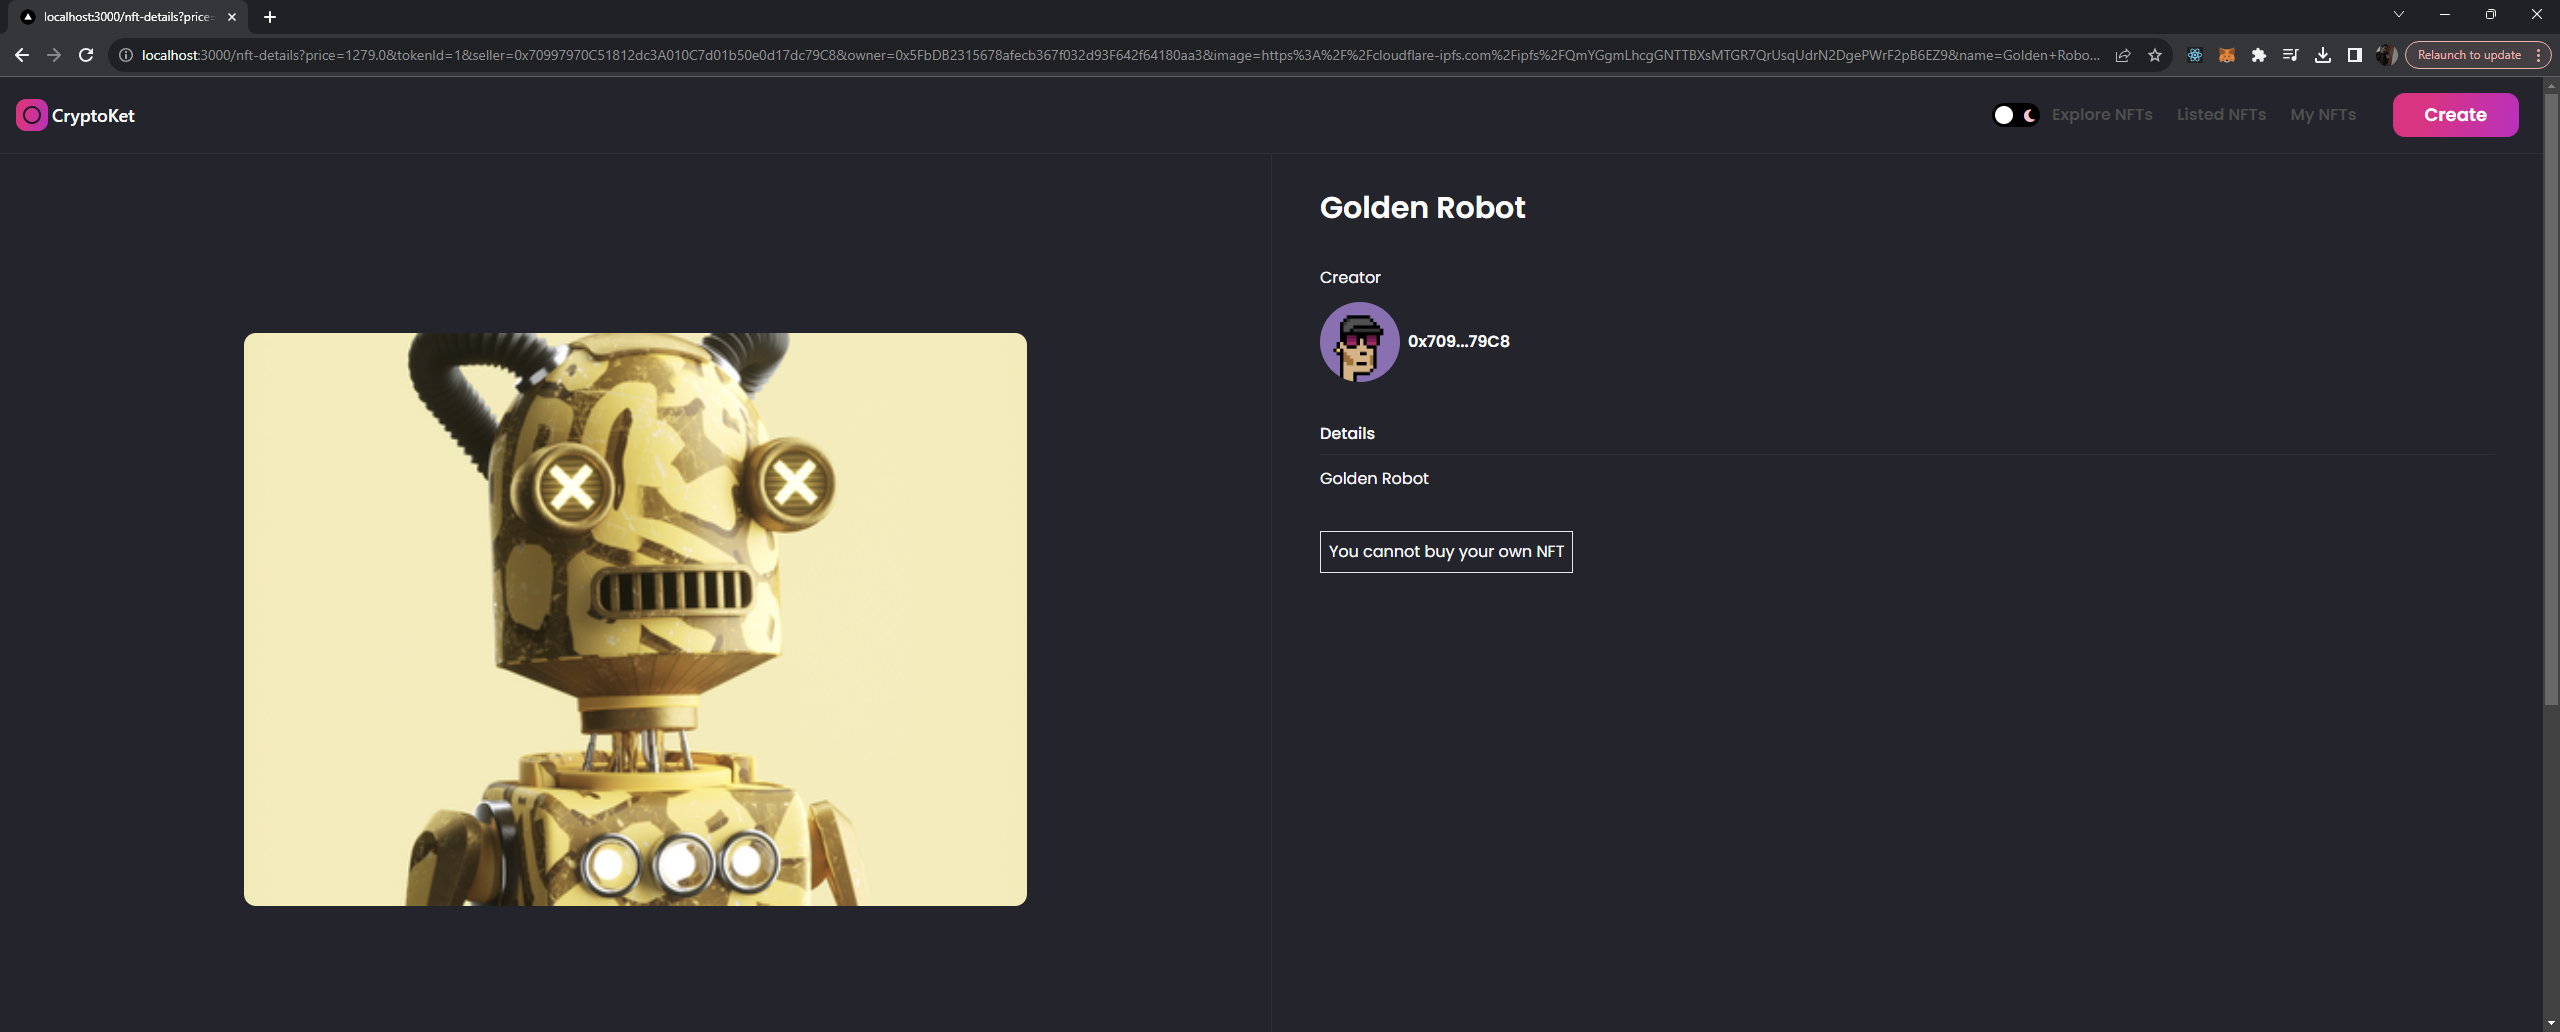 localhost:3000/nft-details?price=
localhost:3000/nft-details?price=1279.0&tokenId=1&seller=0x70997970C51812dc3A010C7d01b50e0d17dc79C8&owner=0x5FbDB2315678afecb367f032d93F642f64180aa3&image=https%3A%2F%2Fcloudflare-ipfs.com%2Fipfs%2FQmYGgmLhcgGNTTBXsMTGR7QrUsqUdrN2DgePWrF2pB6EZ9&name=Golden+Robo...
Relaunch to update
CryptoKet
Explore NFTs
Listed NFTs
My NFTs
Create
Golden Robot
Creator
0x709...79C8
Details
Golden Robot
You cannot buy your own NFT